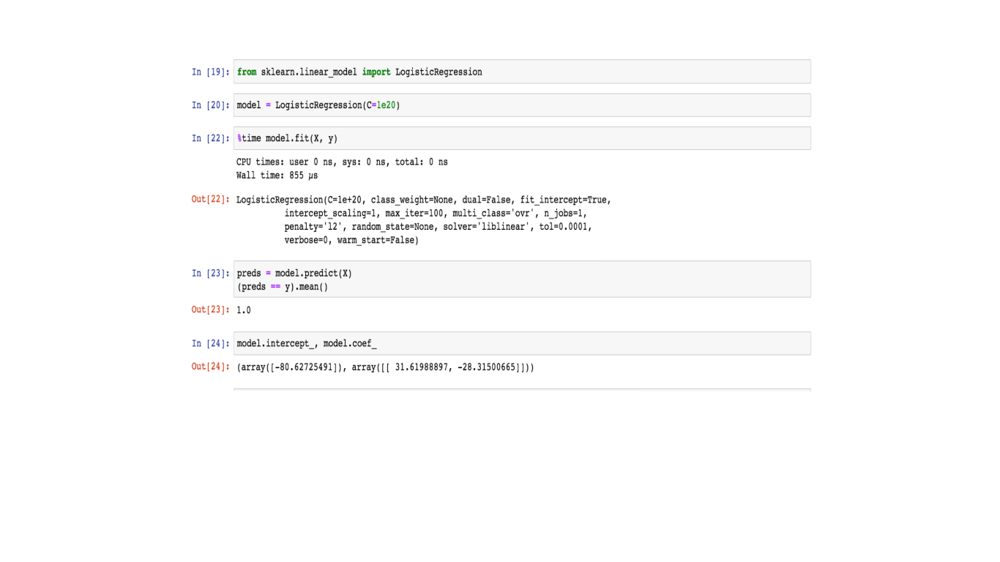 In [19]: from sklearn.linear_model import LogisticRegression
In [20]: model = LogisticRegression(C=1e20)
In [22]: %time model.fit(X, y)
CPU times: user 0 ns, sys: 0 ns, total: 0 ns
Wall time: 855 µs
Out[22]: LogisticRegression(C=1e+20, class_weight=None, dual=False, fit_intercept=True,
intercept_scaling=1, max_iter=100, multi_class='ovr', n_jobs=1,
penalty='l2', random_state=None, solver='liblinear', tol=0.0001,
verbose=0, warm_start=False)
In [23]: preds = model.predict(X)
(preds == y).mean()
Out[23]: 1.0
In [24]: model.intercept_, model.coef_
Out[24]: (array([-80.62725491]), array([[ 31.61988897, -28.31500665]]))